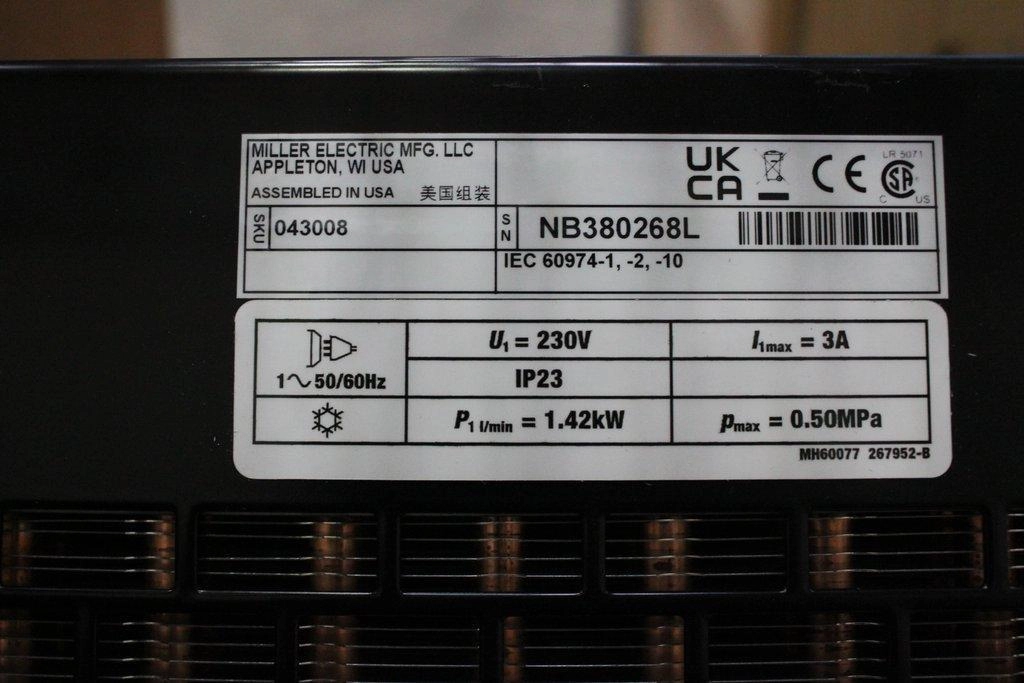 MILLER ELECTRIC MFG. LLC
APPLETON, WI USA
ASSEMBLED IN USA 美国组装
UK
CA
CE
LR 5071
SA
C US
SKU 043008
SN NB380268L
IEC 60974-1, -2, -10
U1 = 230V
I1max = 3A
1~50/60Hz
IP23
P1 l/min = 1.42kW
pmax = 0.50MPa
MH60077 267952-B